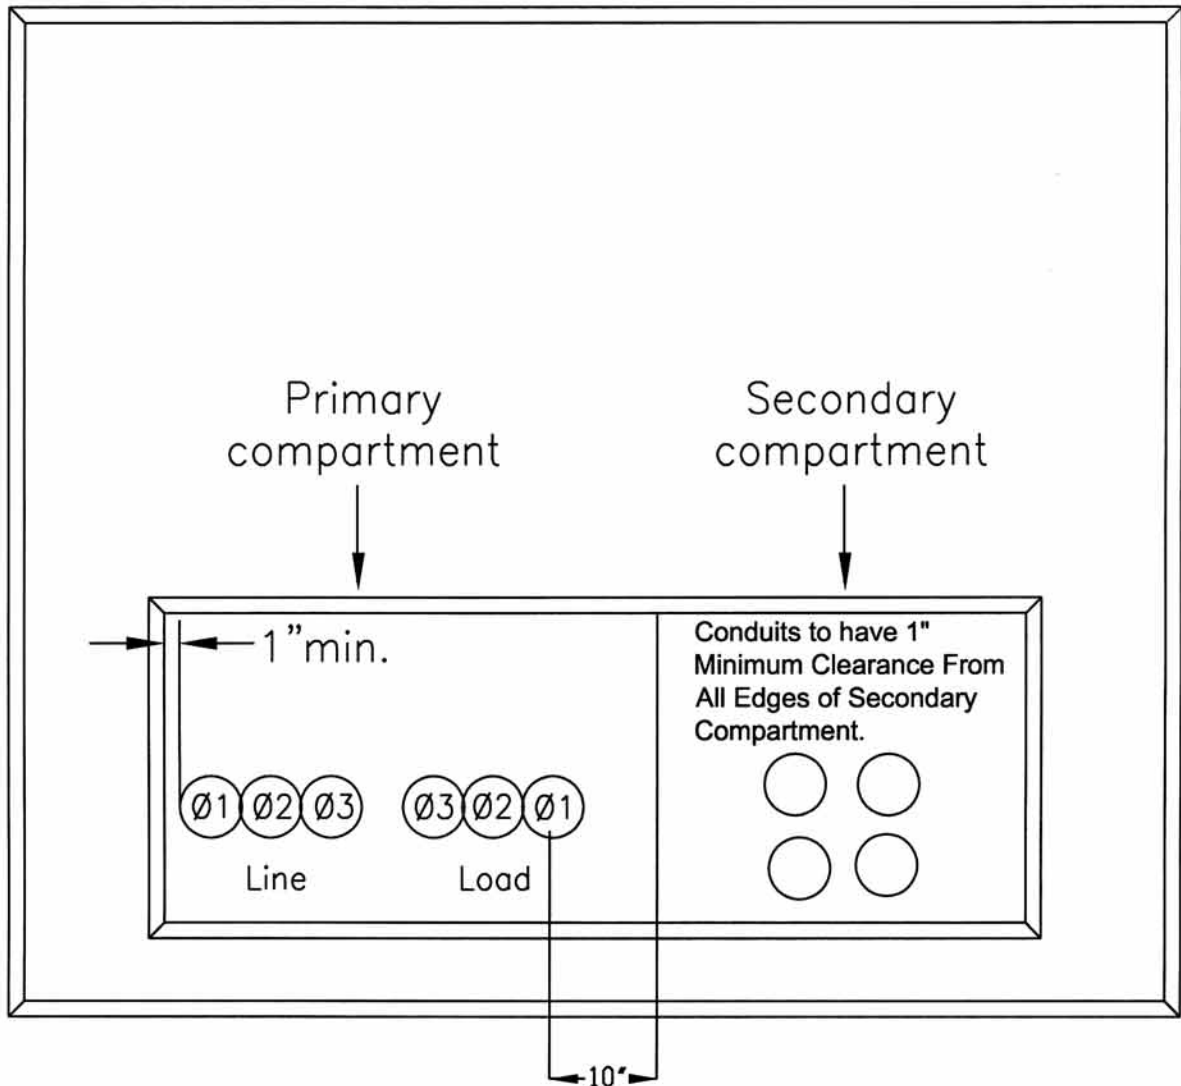 Primary
compartment
Secondary
compartment
1"min.
Conduits to have 1"
Minimum Clearance From
All Edges of Secondary
Compartment.
Ø1 Ø2 Ø3 Ø3 Ø2 Ø1
Line Load
10"